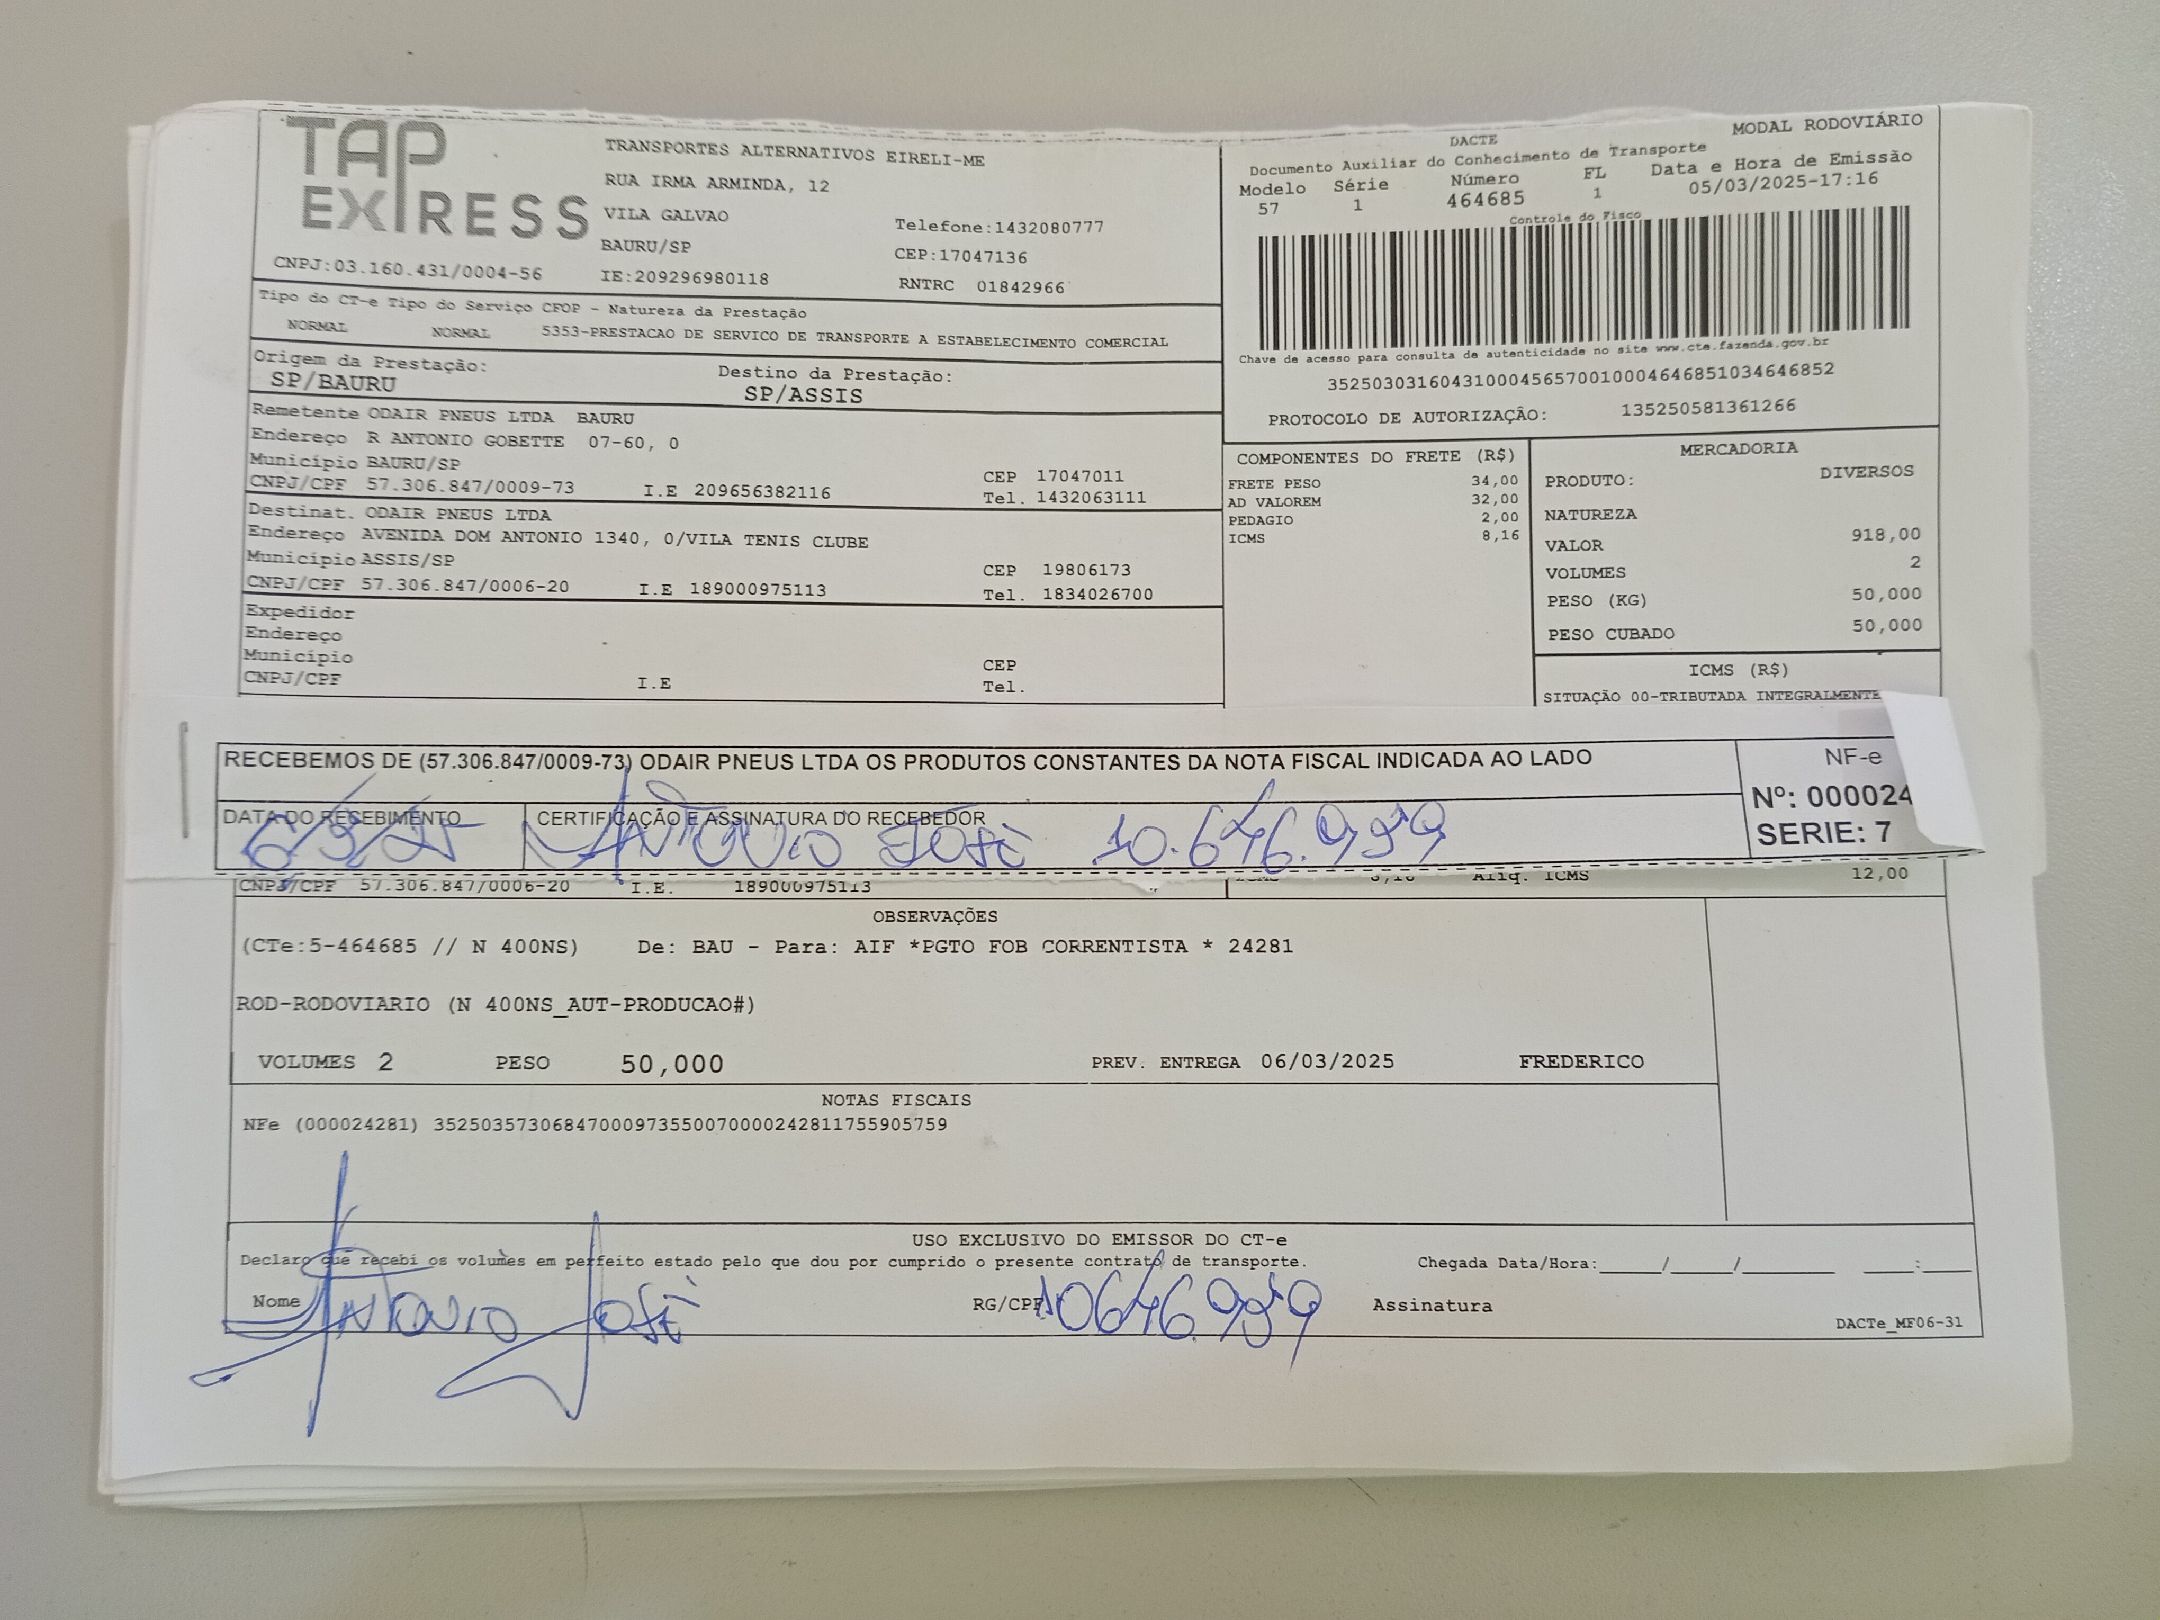 TAP EXPRESS
TRANSPORTES ALTERNATIVOS EIRELI-ME
RUA IRMA ARMINDA, 12
VILA GALVAO
BAURU/SP
Telefone:1432080777
CEP:17047136
CNPJ:03.160.431/0004-56 IE:209296980118 RNTRC 01842966
DACTE MODAL RODOVIÁRIO
Documento Auxiliar do Conhecimento de Transporte
Modelo Série Número FL Data e Hora de Emissão
57 1 464685 1 05/03/2025-17:16
Controle do Fisco
Chave de acesso para consulta de autenticidade no site www.cte.fazenda.gov.br
35250303160431000456570010004646851034646852
PROTOCOLO DE AUTORIZAÇÃO: 135250581361266
Tipo do CT-e Tipo do Serviço CFOP - Natureza da Prestação
NORMAL NORMAL 5353-PRESTACAO DE SERVICO DE TRANSPORTE A ESTABELECIMENTO COMERCIAL
Origem da Prestação: Destino da Prestação:
SP/BAURU SP/ASSIS
Remetente ODAIR PNEUS LTDA BAURU
Endereço R ANTONIO GOBETTE 07-60, 0
Município BAURU/SP CEP 17047011
CNPJ/CPF 57.306.847/0009-73 I.E 209656382116 Tel. 1432063111
Destinat. ODAIR PNEUS LTDA
Endereço AVENIDA DOM ANTONIO 1340, 0/VILA TENIS CLUBE
Município ASSIS/SP CEP 19806173
CNPJ/CPF 57.306.847/0006-20 I.E 189000975113 Tel. 1834026700
Expedidor
Endereço
Município CEP
CNPJ/CPF I.E Tel.
COMPONENTES DO FRETE (R$)
FRETE PESO 34,00
AD VALOREM 32,00
PEDAGIO 2,00
ICMS 8,16
MERCADORIA
PRODUTO: DIVERSOS
NATUREZA
VALOR 918,00
VOLUMES 2
PESO (KG) 50,000
PESO CUBADO 50,000
ICMS (R$)
SITUAÇÃO 00-TRIBUTADA INTEGRALMENTE
RECEBEMOS DE (57.306.847/0009-73) ODAIR PNEUS LTDA OS PRODUTOS CONSTANTES DA NOTA FISCAL INDICADA AO LADO
NF-e
Nº: 000024
SERIE: 7
DATA DO RECEBIMENTO CERTIFICAÇÃO E ASSINATURA DO RECEBEDOR
6/3/25 ANTONIO JOSÉ 10.646.959
CNPJ/CPF 57.306.847/0006-20 I.E. 189000975113
ICMS 8,16 Aliq. ICMS 12,00
OBSERVAÇÕES
(CTe:5-464685 // N 400NS) De: BAU - Para: AIF *PGTO FOB CORRENTISTA * 24281
ROD-RODOVIARIO (N 400NS_AUT-PRODUCAO#)
VOLUMES 2 PESO 50,000 PREV. ENTREGA 06/03/2025 FREDERICO
NOTAS FISCAIS
NFe (000024281) 35250357306847000973550070000242811755905759
USO EXCLUSIVO DO EMISSOR DO CT-e
Declaro que recebi os volumes em perfeito estado pelo que dou por cumprido o presente contrato de transporte. Chegada Data/Hora:_____/_____/_______ ____:____
Nome ANTONIO JOSÉ RG/CPF 10646.959 Assinatura
DACTe_MF06-31